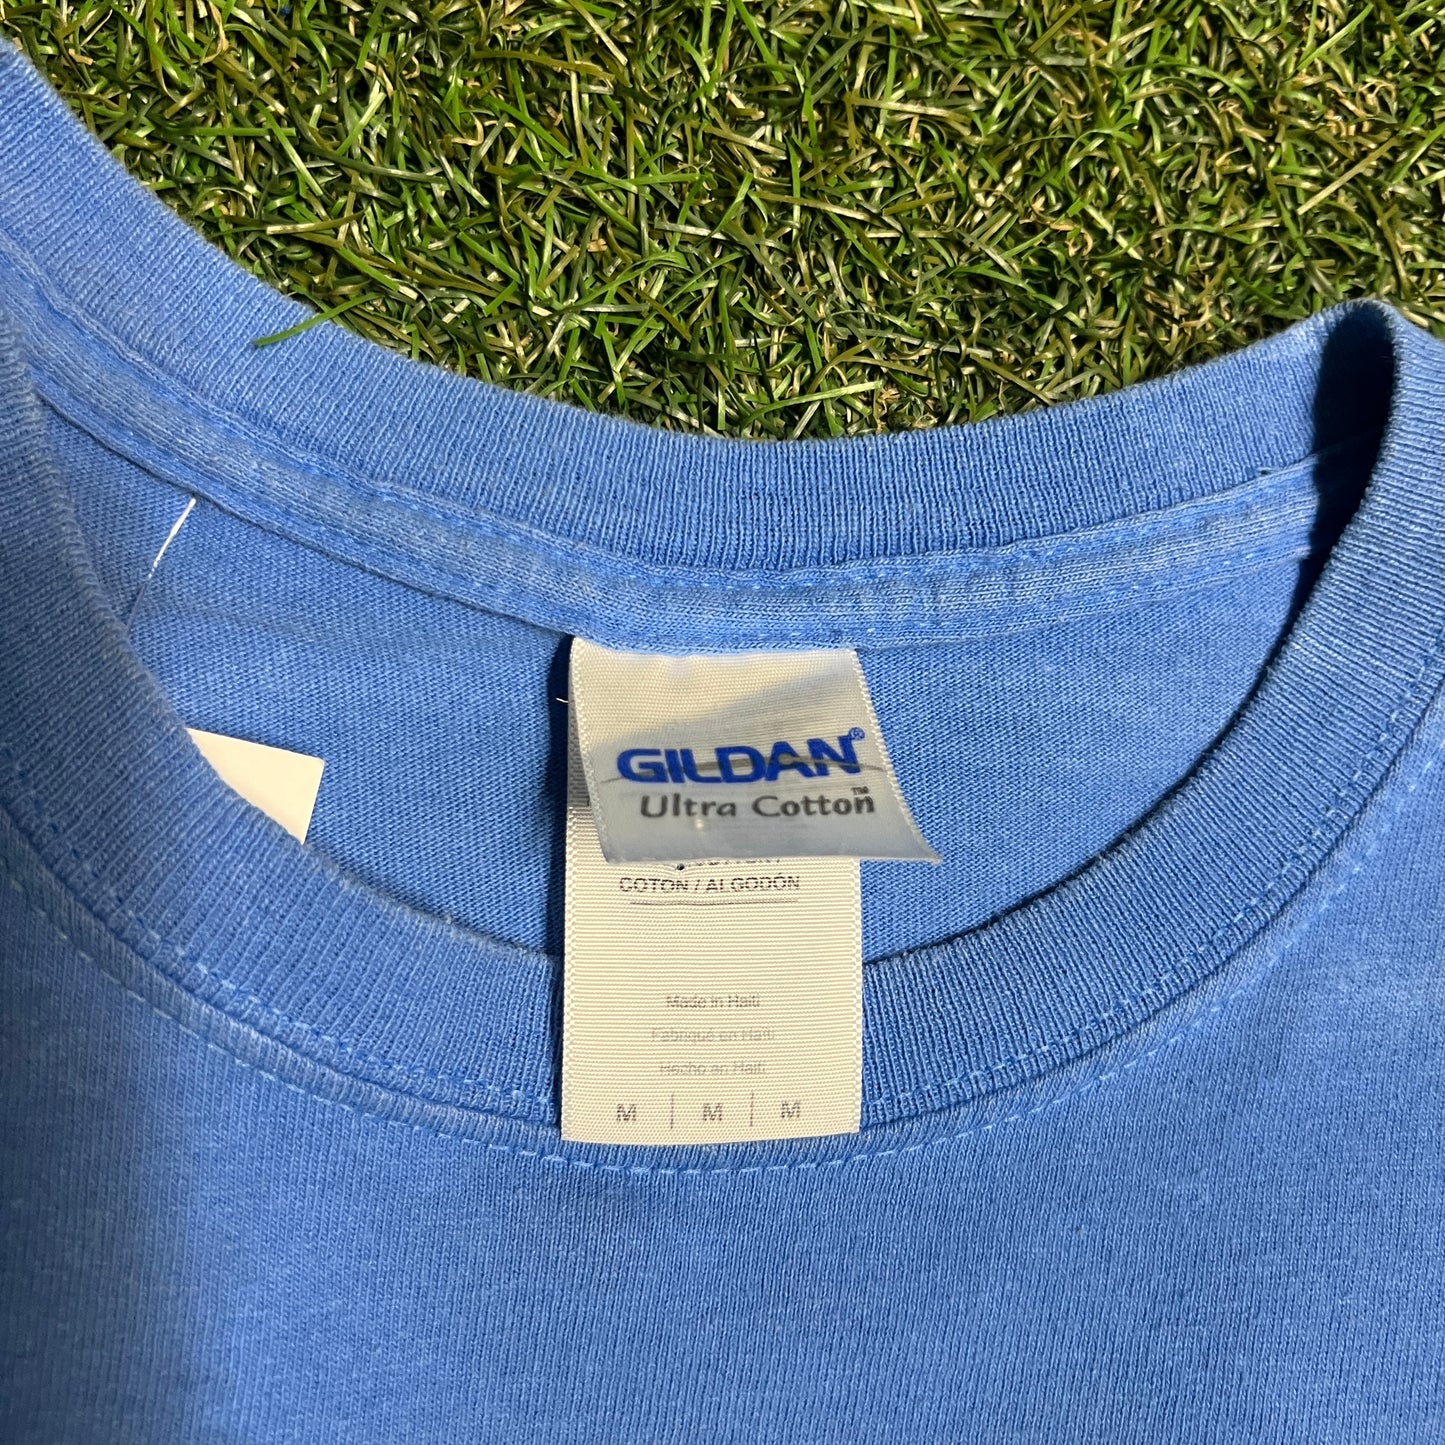 GILDAN®
Ultra Cotton™
COTON / ALGODÓN
Made in Haiti
Fabriqué en Haïti
Hecho en Haití
M | M | M